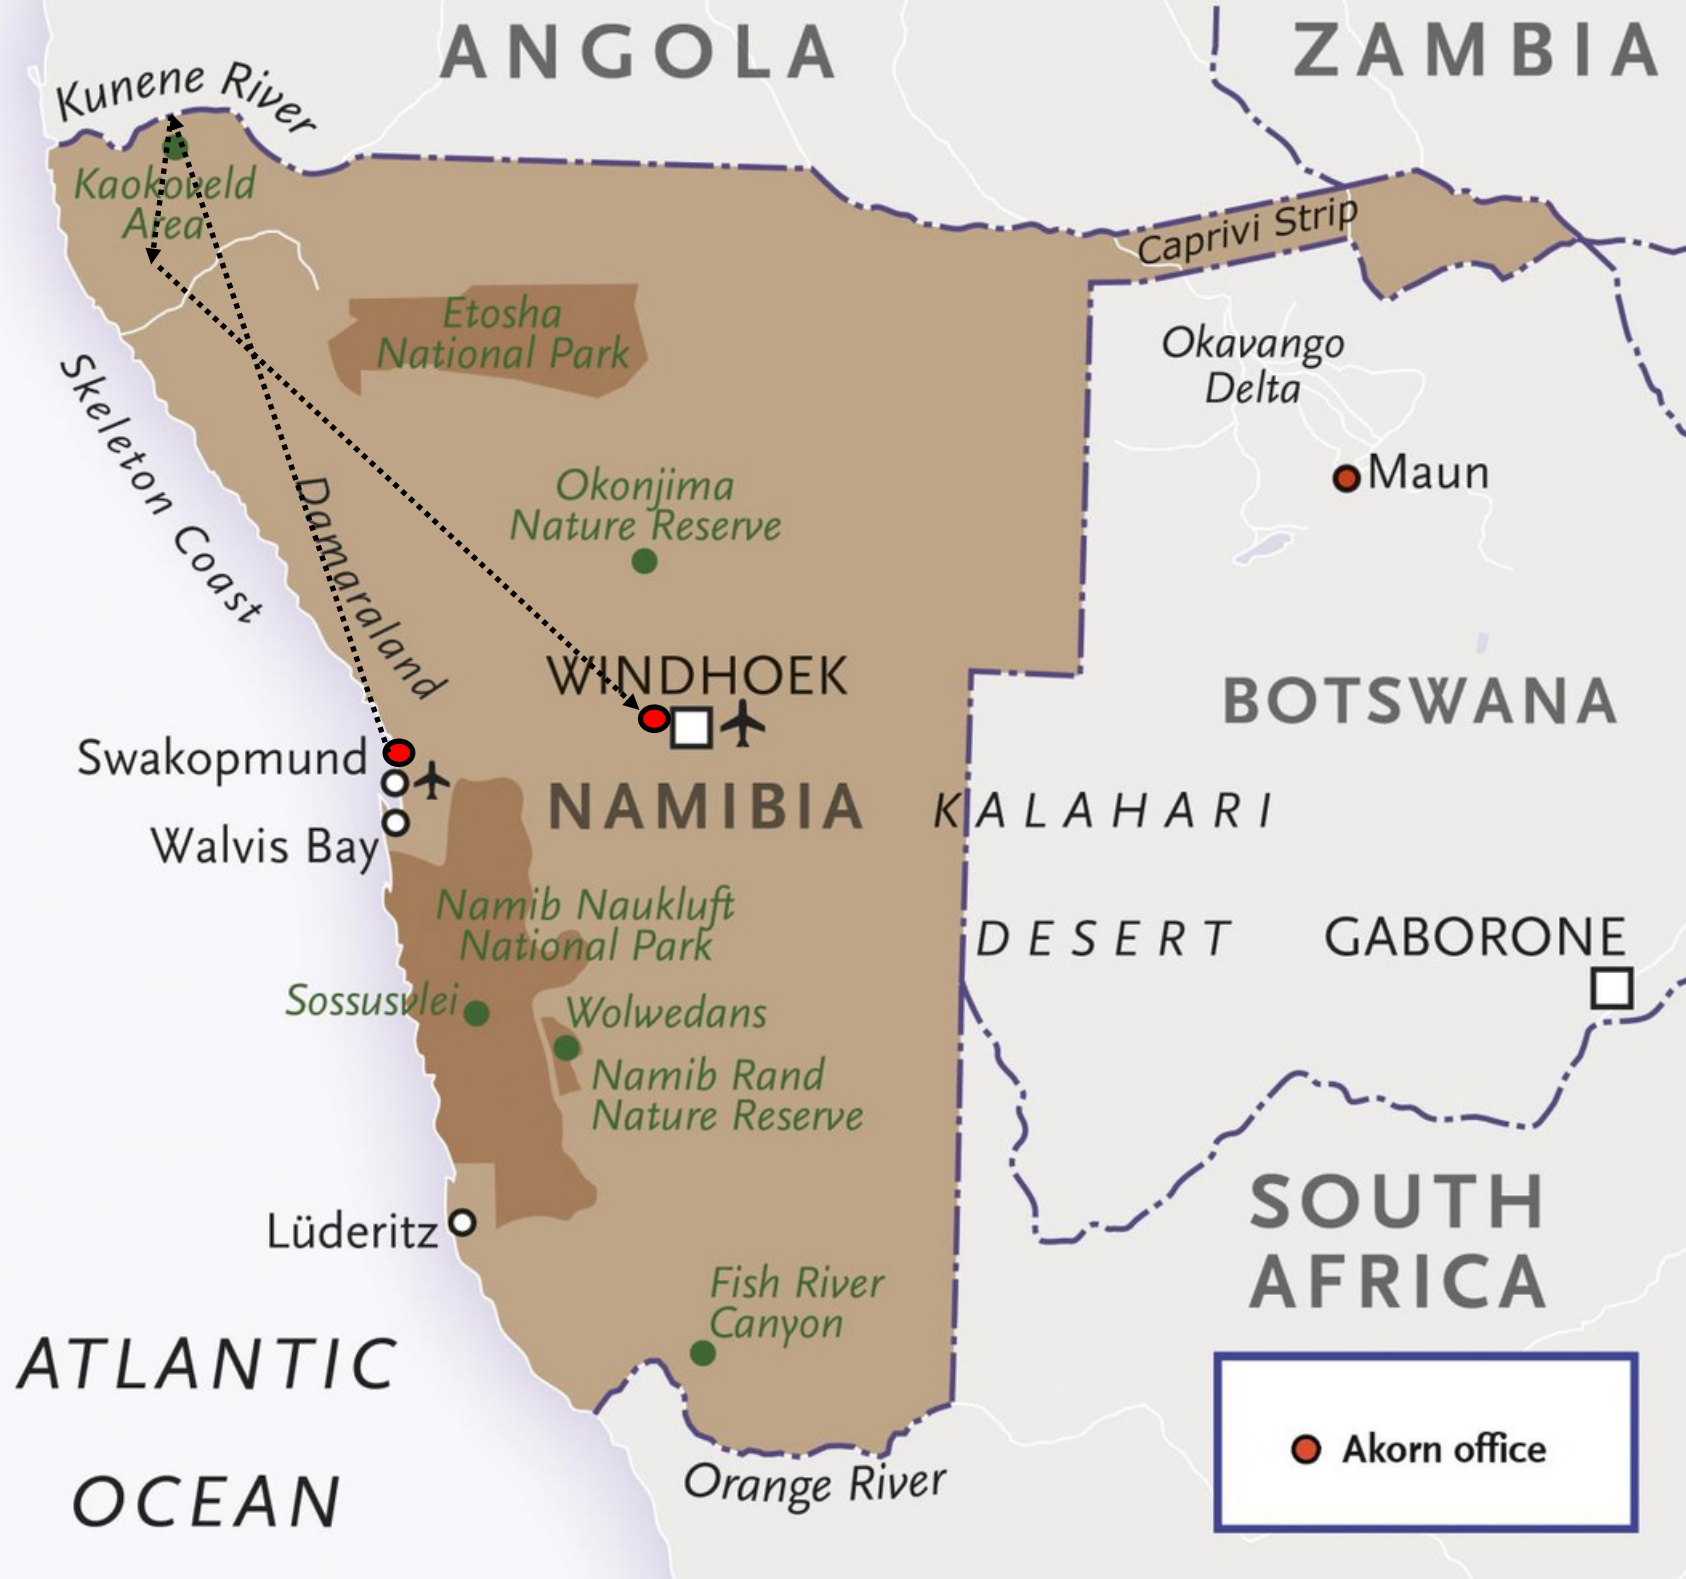 ANGOLA
ZAMBIA
Kunene River
Kaokoveld
Area
Caprivi Strip
Etosha
National Park
Okavango
Delta
Skeleton Coast
Maun
Okonjima
Nature Reserve
Damaraland
WINDHOEK
BOTSWANA
Swakopmund
NAMIBIA
KALAHARI
Walvis Bay
Namib Naukluft
National Park
DESERT
GABORONE
Sossusvlei
Wolwedans
Namib Rand
Nature Reserve
SOUTH
AFRICA
Lüderitz
Fish River
Canyon
ATLANTIC
OCEAN
Orange River
Akorn office